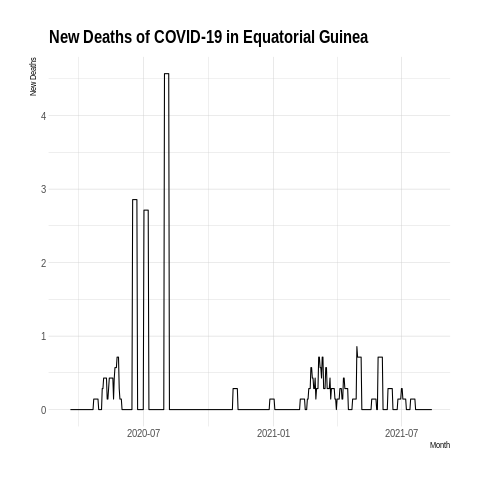 New Deaths of COVID-19 in Equatorial Guinea
New Deaths
4
3
2
1
0
2020-07
2021-01
2021-07
Month